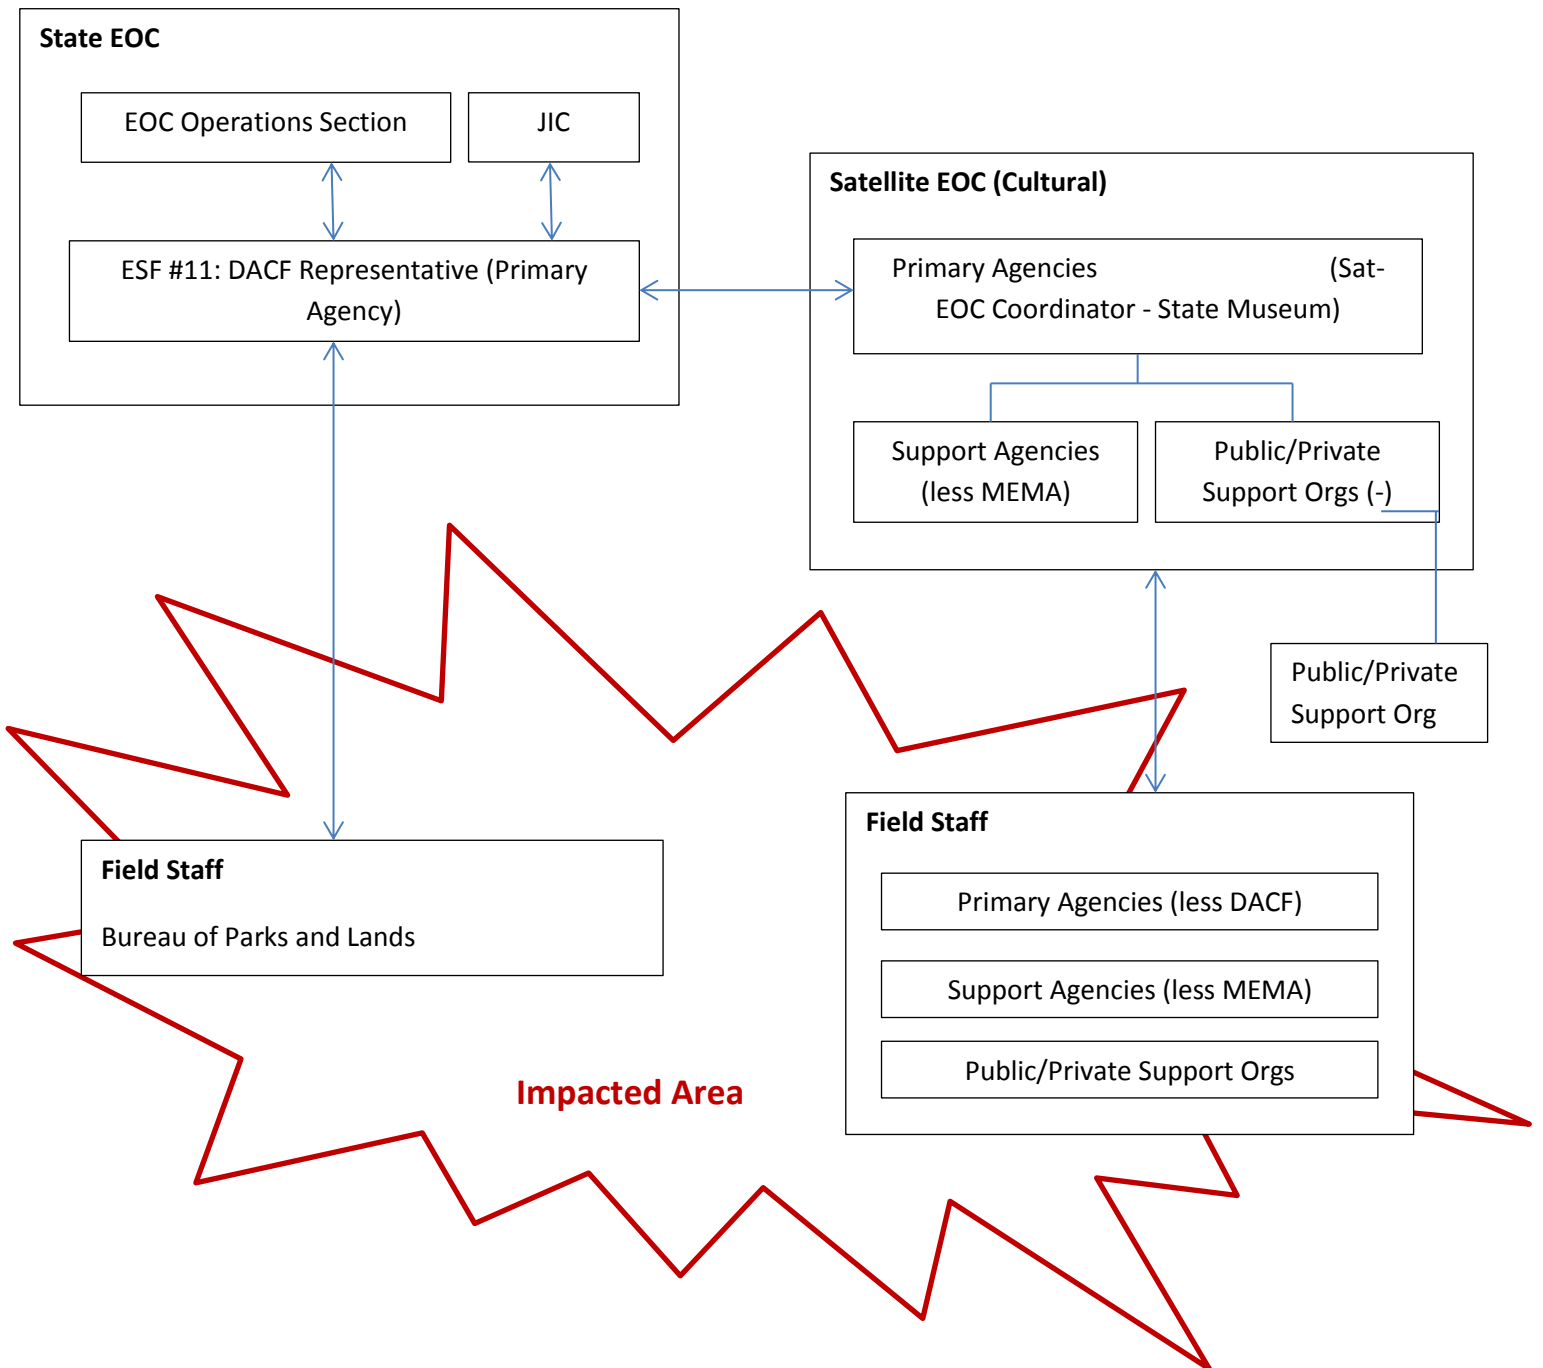 State EOC
EOC Operations Section
JIC
ESF #11: DACF Representative (Primary
Agency)
Satellite EOC (Cultural)
Primary Agencies (Sat-
EOC Coordinator - State Museum)
Support Agencies
(less MEMA)
Public/Private
Support Orgs (-)
Public/Private
Support Org
Field Staff
Bureau of Parks and Lands
Field Staff
Primary Agencies (less DACF)
Support Agencies (less MEMA)
Public/Private Support Orgs
Impacted Area